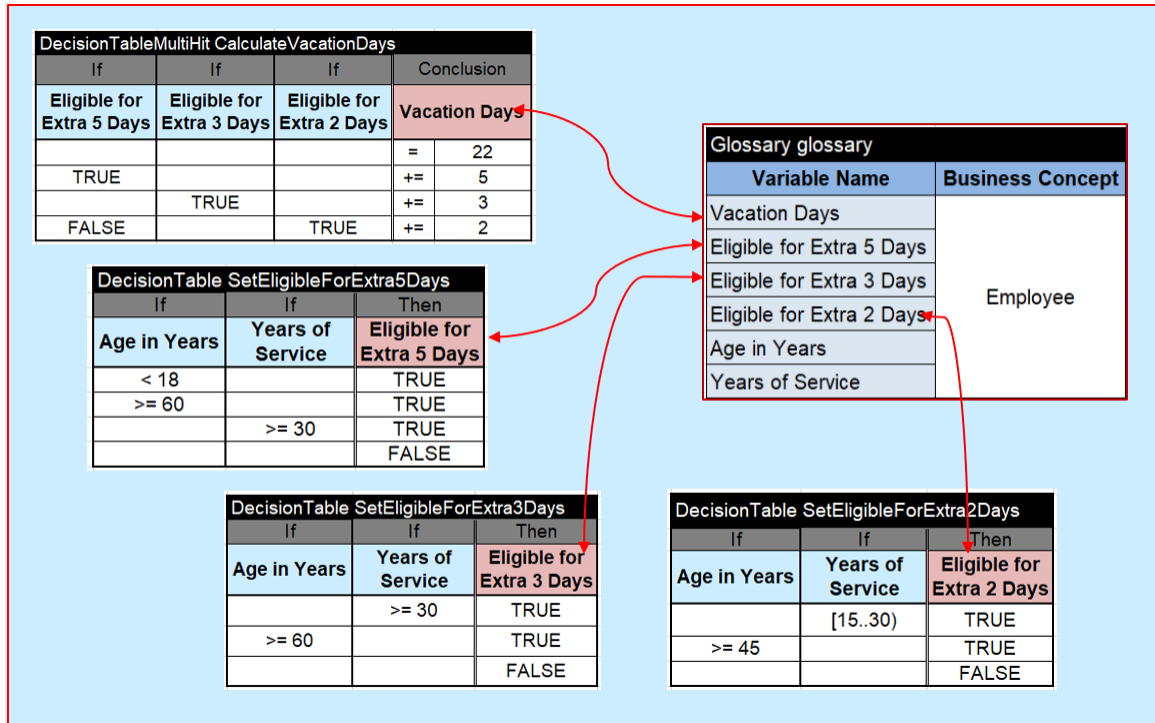 DecisionTableMultiHit CalculateVacationDays
If If If Conclusion
Eligible for Extra 5 Days Eligible for Extra 3 Days Eligible for Extra 2 Days Vacation Days
= 22
TRUE += 5
TRUE += 3
FALSE TRUE += 2
Glossary glossary
Variable Name Business Concept
Vacation Days
Eligible for Extra 5 Days
Eligible for Extra 3 Days
Employee
Eligible for Extra 2 Days
Age in Years
Years of Service
DecisionTable SetEligibleForExtra5Days
If If Then
Age in Years Years of Service Eligible for Extra 5 Days
< 18 TRUE
>= 60 TRUE
>= 30 TRUE
FALSE
DecisionTable SetEligibleForExtra3Days
If If Then
Age in Years Years of Service Eligible for Extra 3 Days
>= 30 TRUE
>= 60 TRUE
FALSE
DecisionTable SetEligibleForExtra2Days
If If Then
Age in Years Years of Service Eligible for Extra 2 Days
[15..30) TRUE
>= 45 TRUE
FALSE